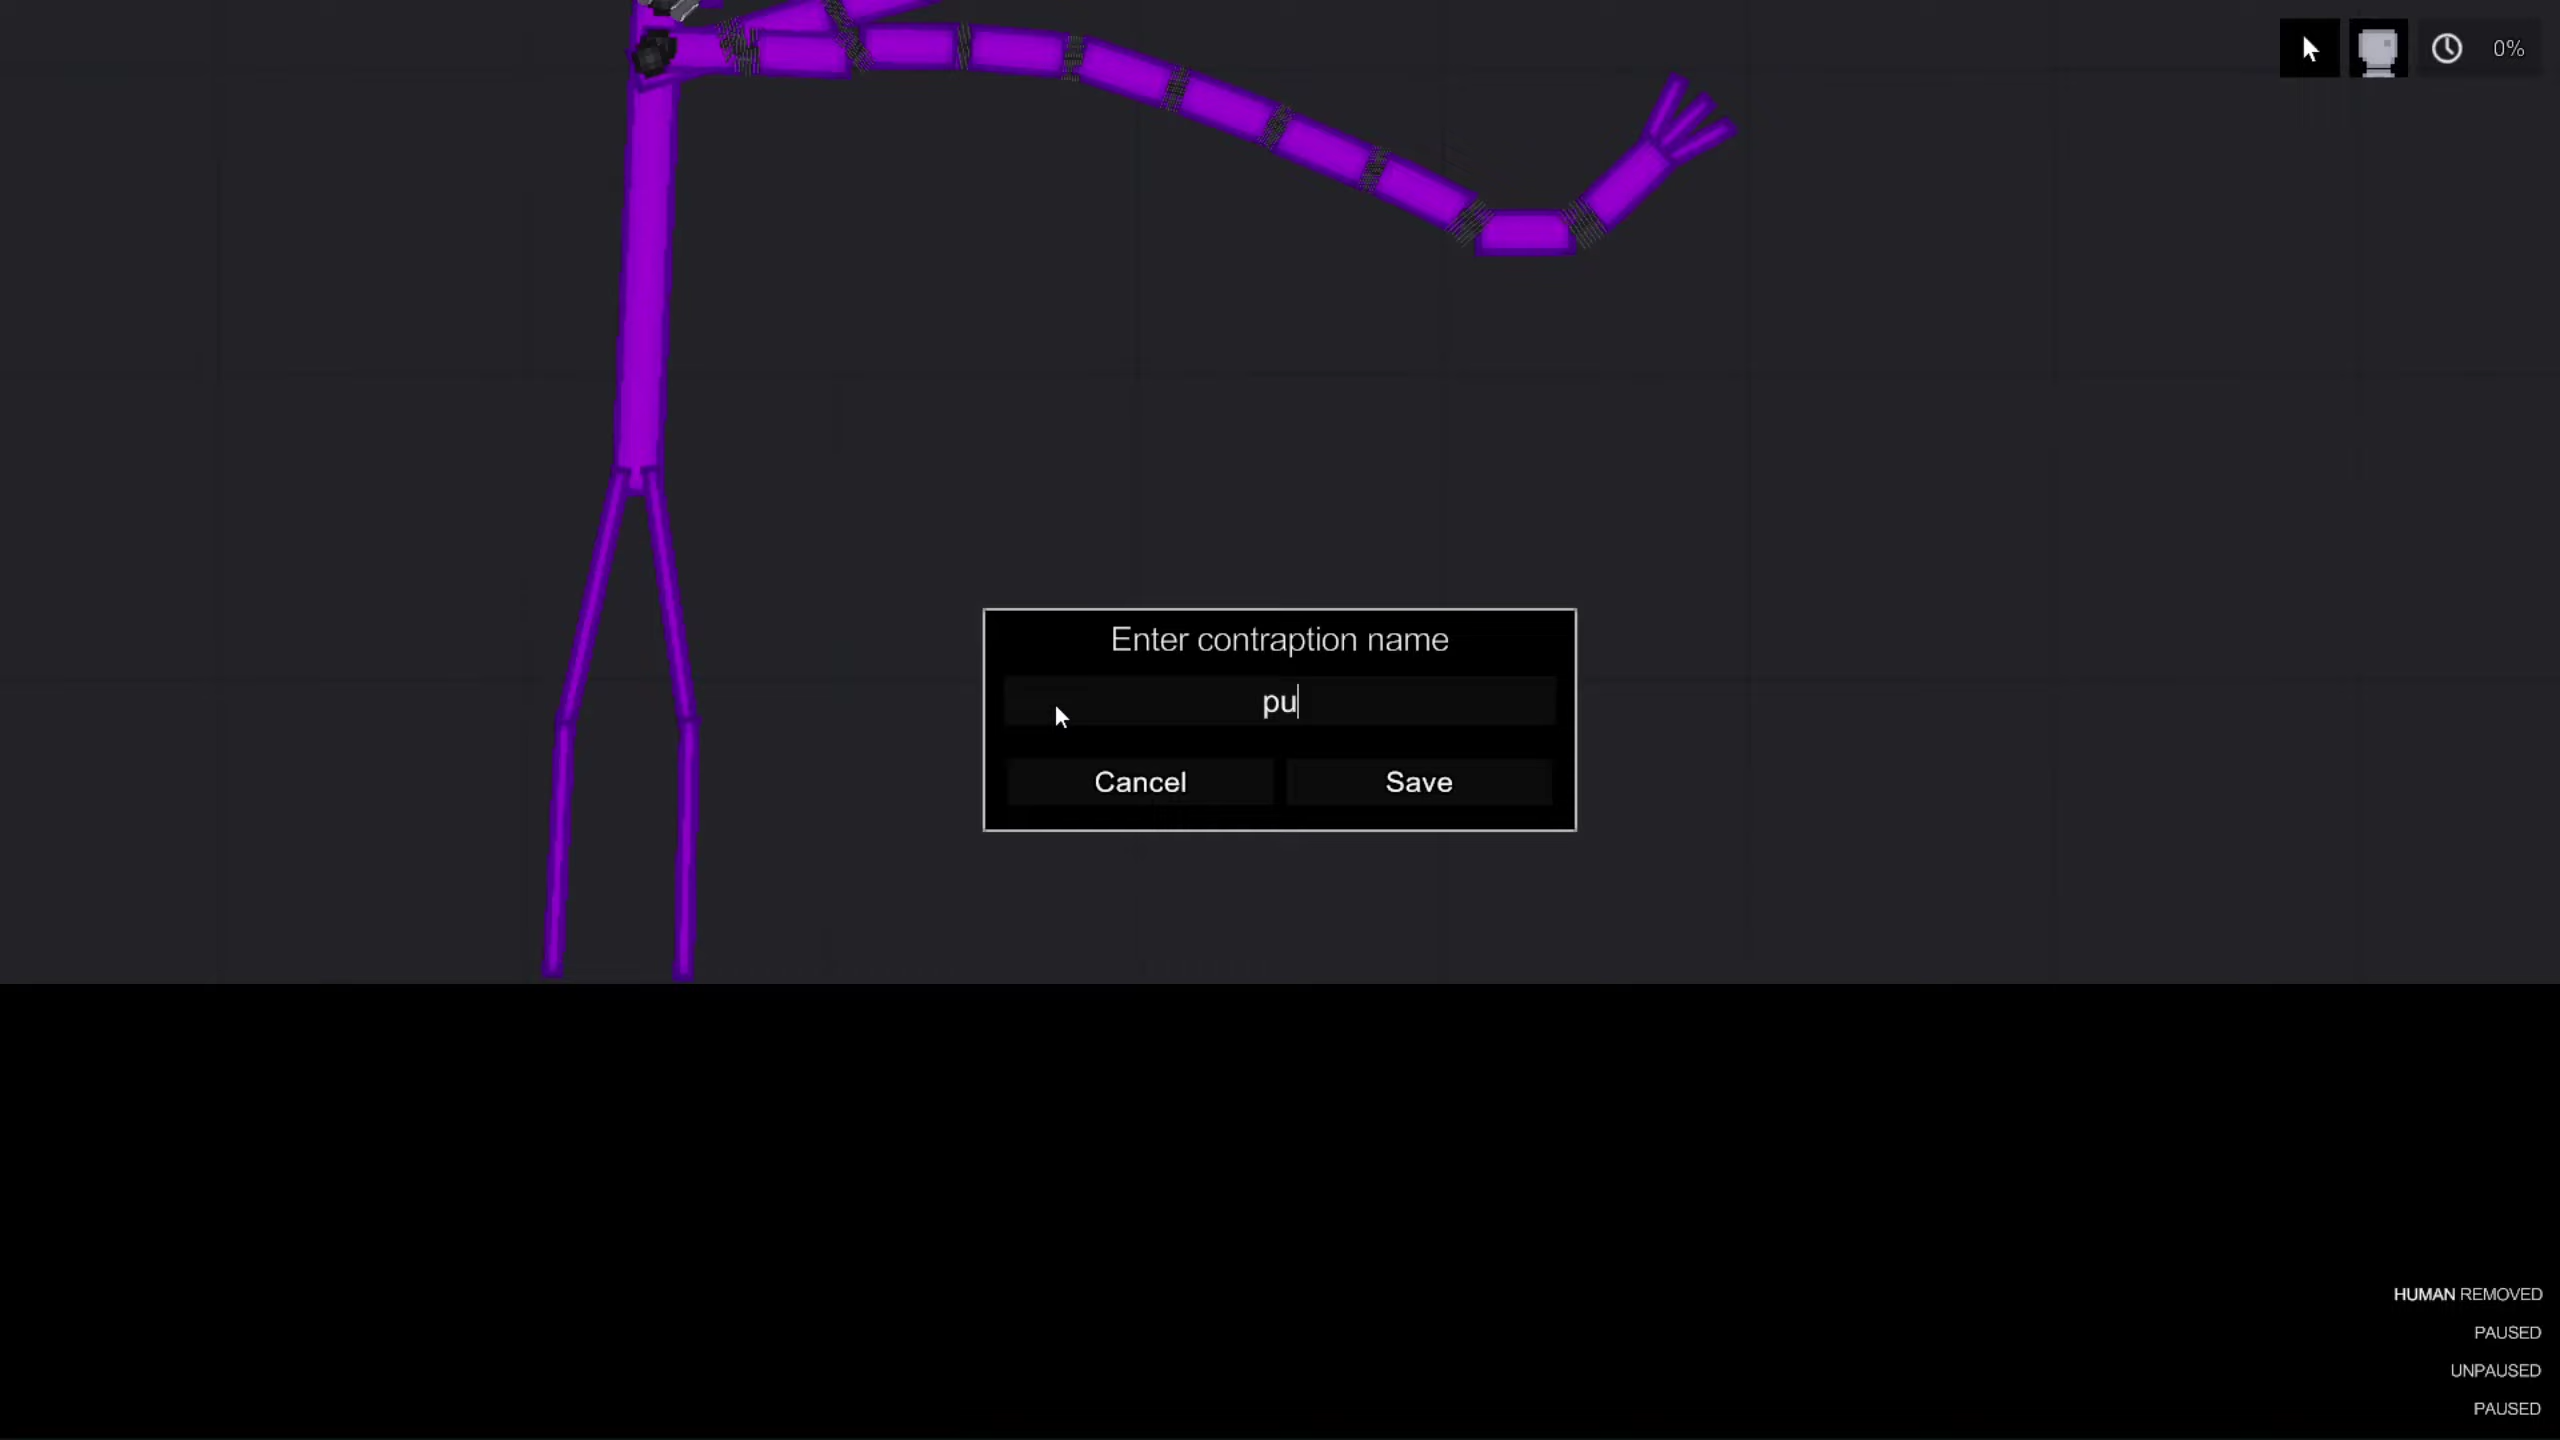 0%
Enter contraption name
pu
Cancel
Save
HUMAN REMOVED
PAUSED
UNPAUSED
PAUSED